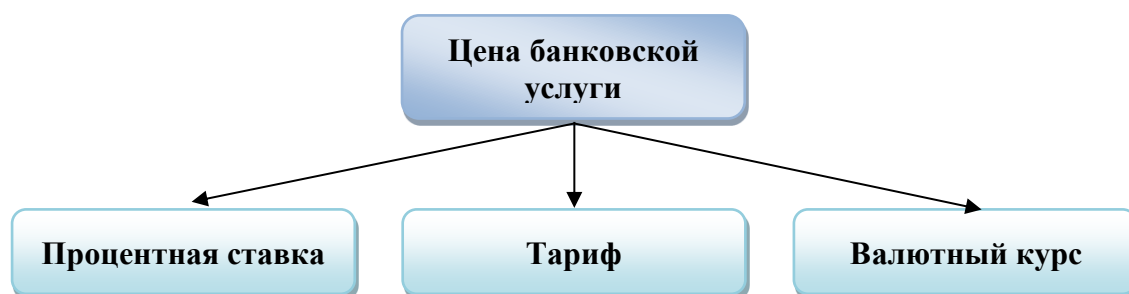 Цена банковской
услуги
Процентная ставка
Тариф
Валютный курс